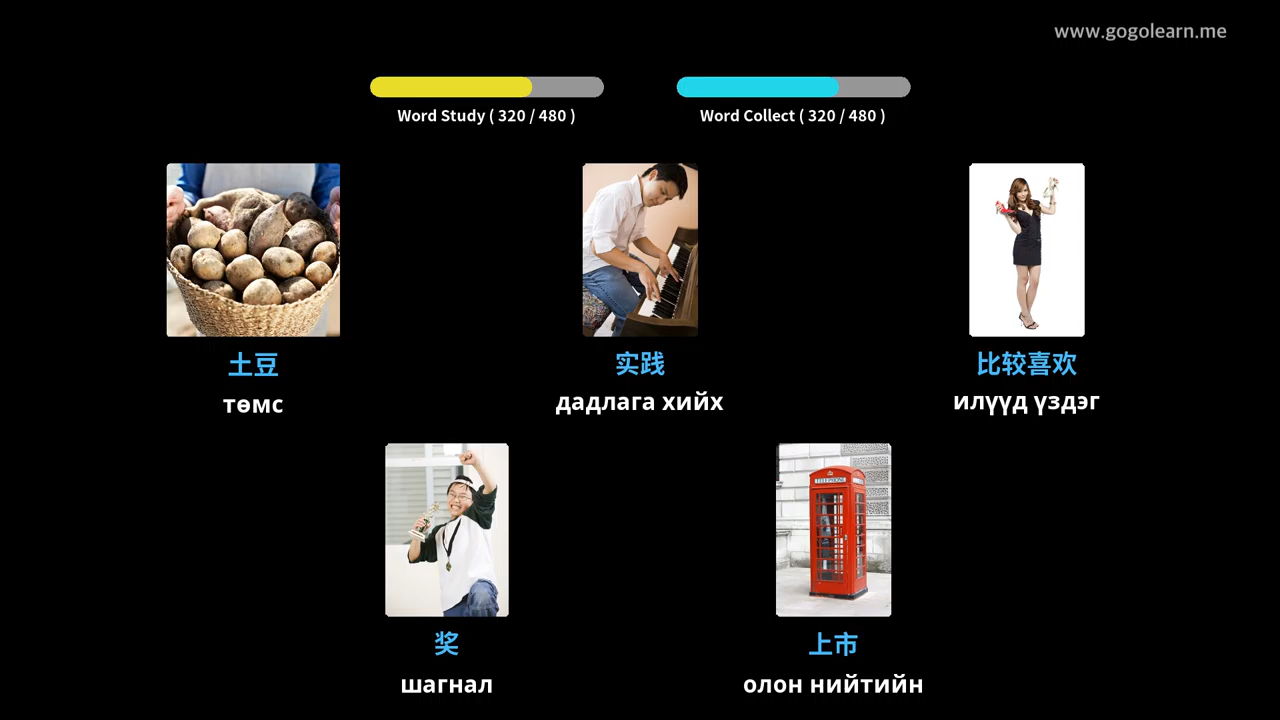 www.gogolearn.me
Word Study ( 320 / 480 )
Word Collect ( 320 / 480 )
土豆
төмс
实践
дадлага хийх
比较喜欢
илүүд үздэг
TELEPHONE
奖
шагнал
上市
олон нийтийн